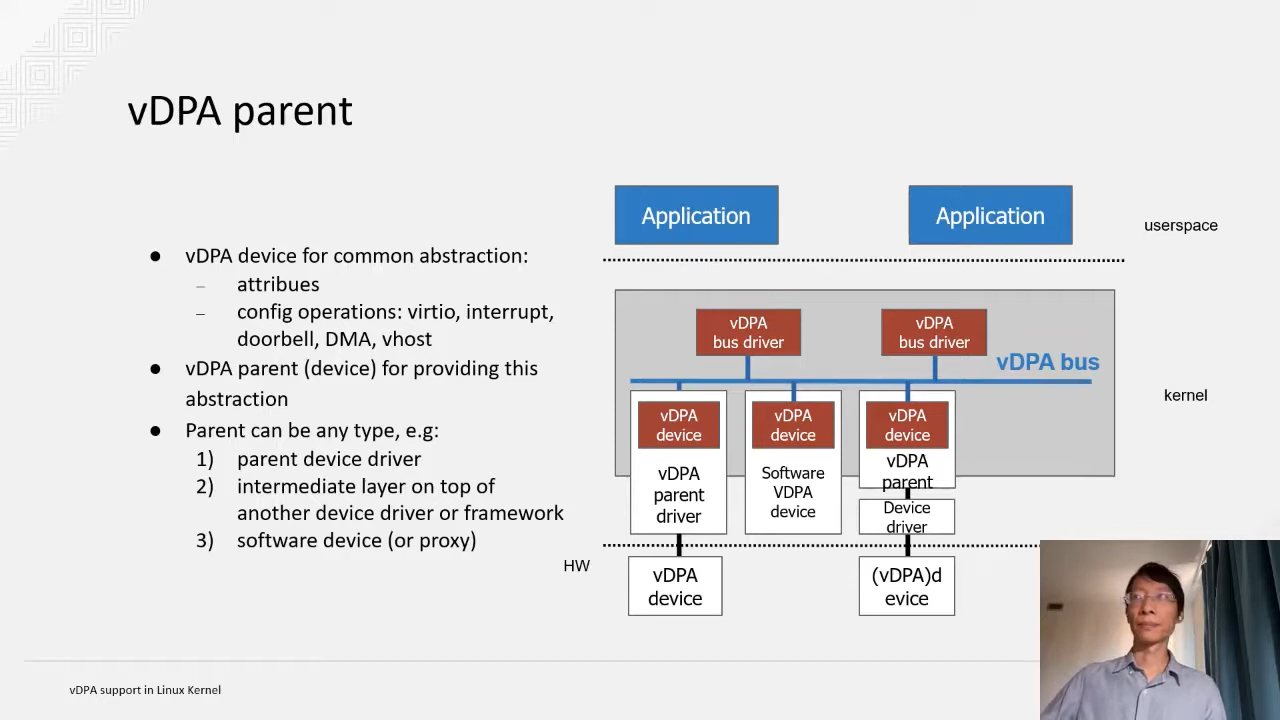 vDPA parent
● vDPA device for common abstraction:
– attribues
– config operations: virtio, interrupt,
doorbell, DMA, vhost
● vDPA parent (device) for providing this
abstraction
● Parent can be any type, e.g:
1) parent device driver
2) intermediate layer on top of
another device driver or framework
3) software device (or proxy)
Application
Application
userspace
vDPA
bus driver
vDPA
bus driver
vDPA bus
kernel
vDPA
device
vDPA
device
vDPA
device
vDPA
parent
driver
Software
VDPA
device
vDPA
parent
Device
driver
HW
vDPA
device
(vDPA)d
evice
vDPA support in Linux Kernel